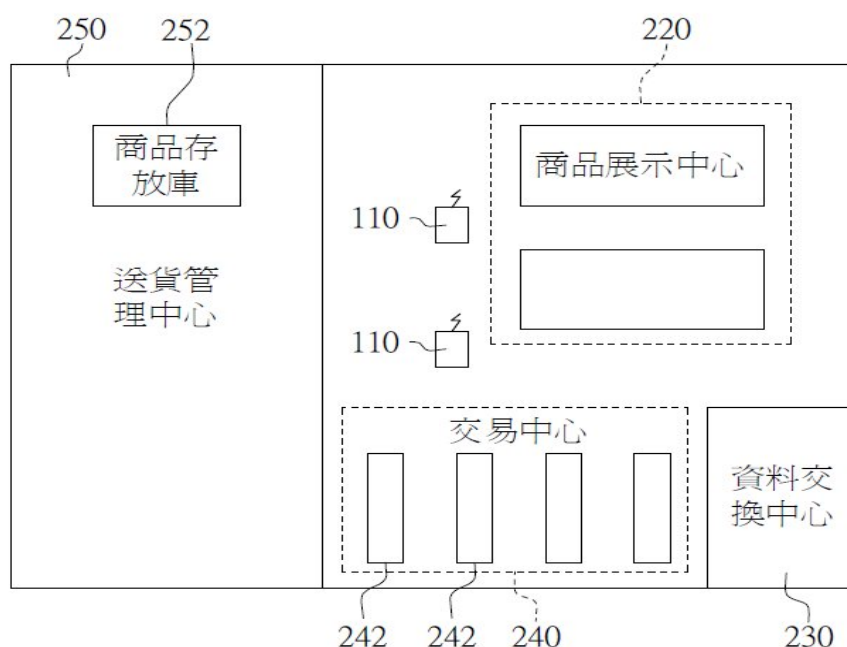 250
252
220
商品存
放庫
商品展示中心
110
送貨管
理中心
110
交易中心
資料交
換中心
242
242
240
230